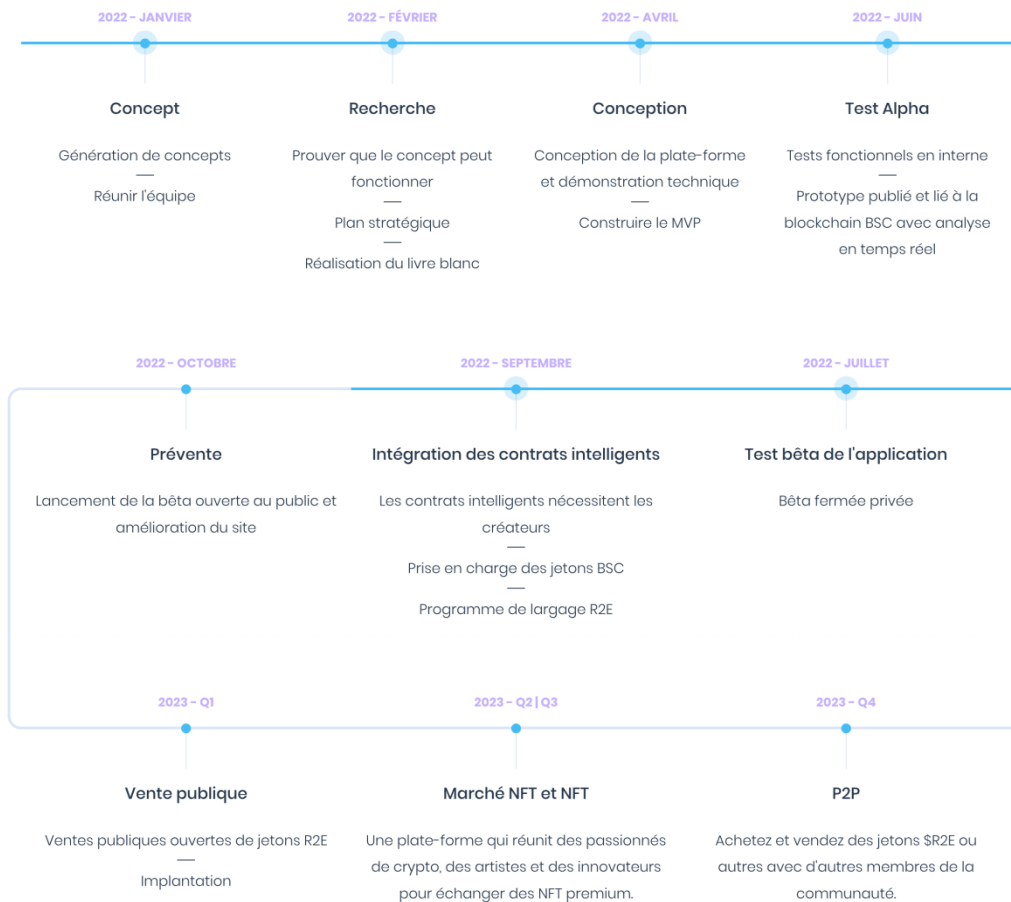 2022 - JANVIER
Concept
Génération de concepts
Réunir l'équipe
2022 - FÉVRIER
Recherche
Prouver que le concept peut
fonctionner
Plan stratégique
Réalisation du livre blanc
2022 - AVRIL
Conception
Conception de la plate-forme
et démonstration technique
Construire le MVP
2022 - JUIN
Test Alpha
Tests fonctionnels en interne
Prototype publié et lié à la
blockchain BSC avec analyse
en temps réel
2022 - JUILLET
Test bêta de l'application
Bêta fermée privée
2022 - SEPTEMBRE
Intégration des contrats intelligents
Les contrats intelligents nécessitent les
créateurs
Prise en charge des jetons BSC
Programme de largage R2E
2022 - OCTOBRE
Prévente
Lancement de la bêta ouverte au public et
amélioration du site
2023 - Q1
Vente publique
Ventes publiques ouvertes de jetons R2E
Implantation
2023 - Q2 | Q3
Marché NFT et NFT
Une plate-forme qui réunit des passionnés
de crypto, des artistes et des innovateurs
pour échanger des NFT premium.
2023 - Q4
P2P
Achetez et vendez des jetons $R2E ou
autres avec d'autres membres de la
communauté.